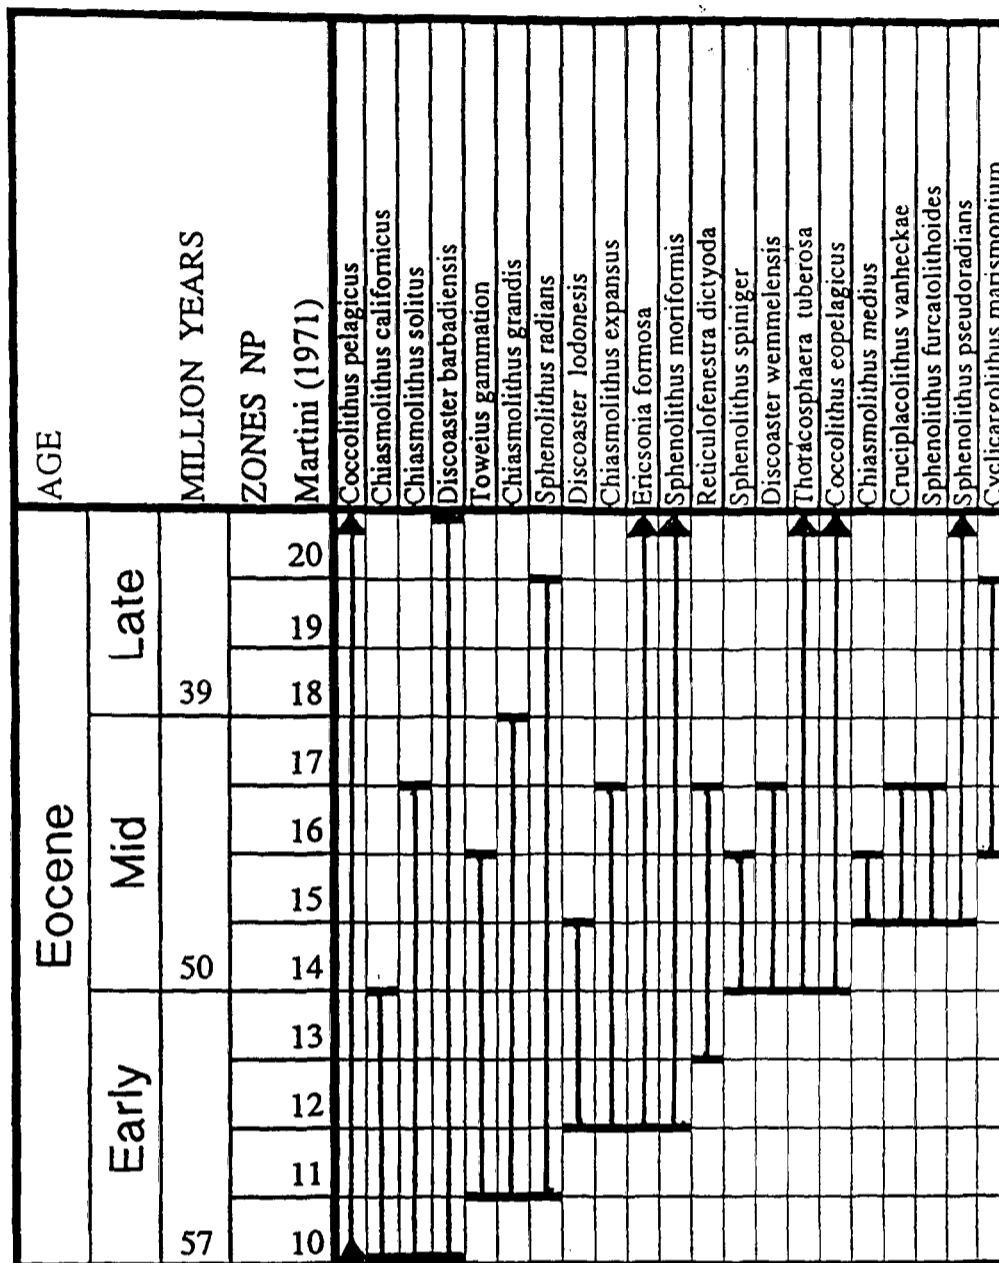 AGE
MILLION YEARS
ZONES NP
Martini (1971)
Coccolithus pelagicus
Chiasmolithus californicus
Chiasmolithus solitus
Discoaster barbadiensis
Toweius gammation
Chiasmolithus grandis
Sphenolithus radians
Discoaster lodonesis
Chiasmolithus expansus
Ericsonia formosa
Sphenolithus moriformis
Reticulofenestra dictyoda
Sphenolithus spiniger
Discoaster wemmelensis
Thoracosphaera tuberosa
Coccolithus eopelagicus
Chiasmolithus medius
Cruciplacolithus vanheckae
Sphenolithus furcatolithoides
Sphenolithus pseudoradians
Cyclicargolithus marismontium
Eocene
Late
Mid
Early
39
50
57
20
19
18
17
16
15
14
13
12
11
10